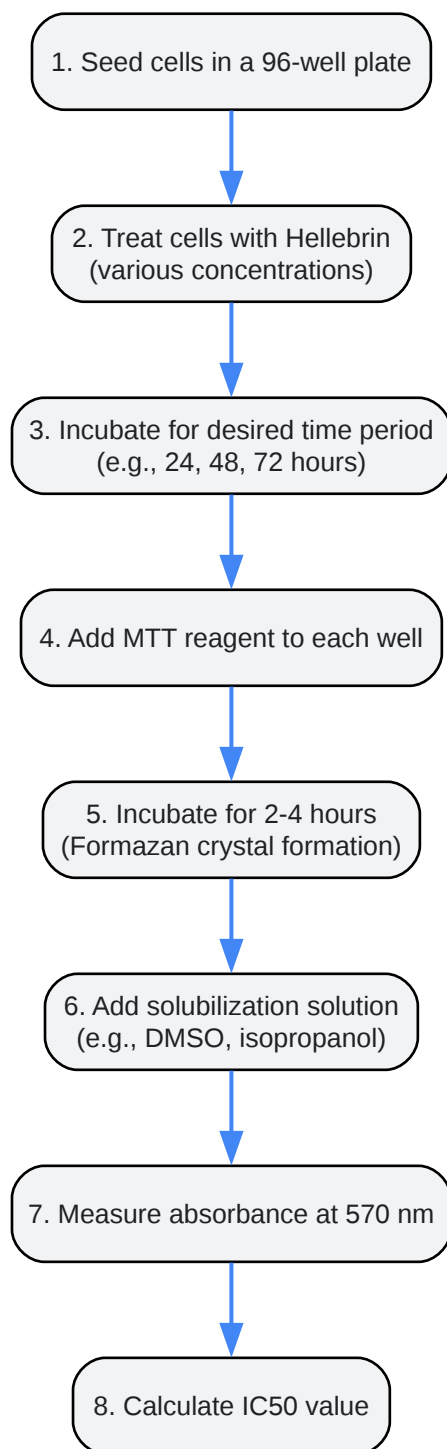 1. Seed cells in a 96-well plate
2. Treat cells with Hellebrin
(various concentrations)
3. Incubate for desired time period
(e.g., 24, 48, 72 hours)
4. Add MTT reagent to each well
5. Incubate for 2-4 hours
(Formazan crystal formation)
6. Add solubilization solution
(e.g., DMSO, isopropanol)
7. Measure absorbance at 570 nm
8. Calculate IC50 value